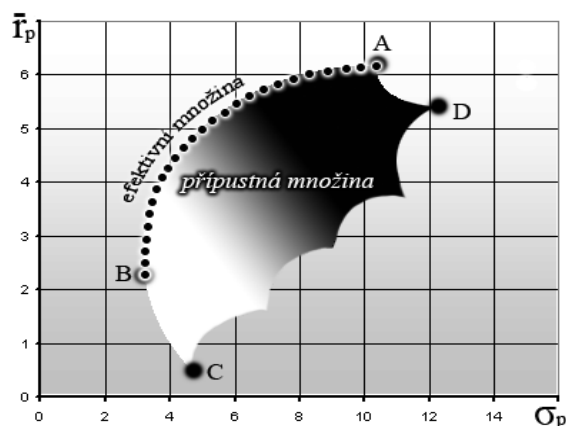 r̄p
A
6
efektivní množina
5
D
přípustná množina
4
3
B
2
1
C
0
0 2 4 6 8 10 12 14 σp